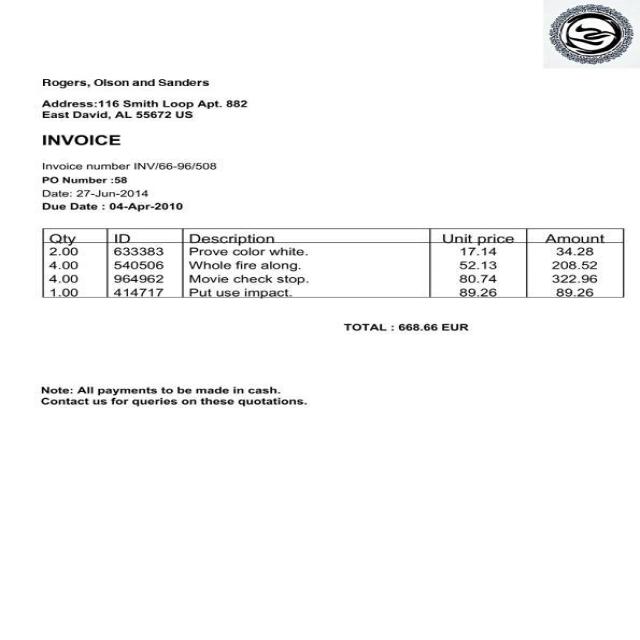 Rogers, Olson and Sanders
Address:116 Smith Loop Apt. 882
East David, AL 55672 US
INVOICE
Invoice number INV/66-96/508
PO Number :58
Date: 27-Jun-2014
Due Date : 04-Apr-2010
Qty ID Description Unit price Amount
2.00 633383 Prove color white. 17.14 34.28
4.00 540506 Whole fire along. 52.13 208.52
4.00 964962 Movie check stop. 80.74 322.96
1.00 414717 Put use impact. 89.26 89.26
TOTAL : 668.66 EUR
Note: All payments to be made in cash.
Contact us for queries on these quotations.